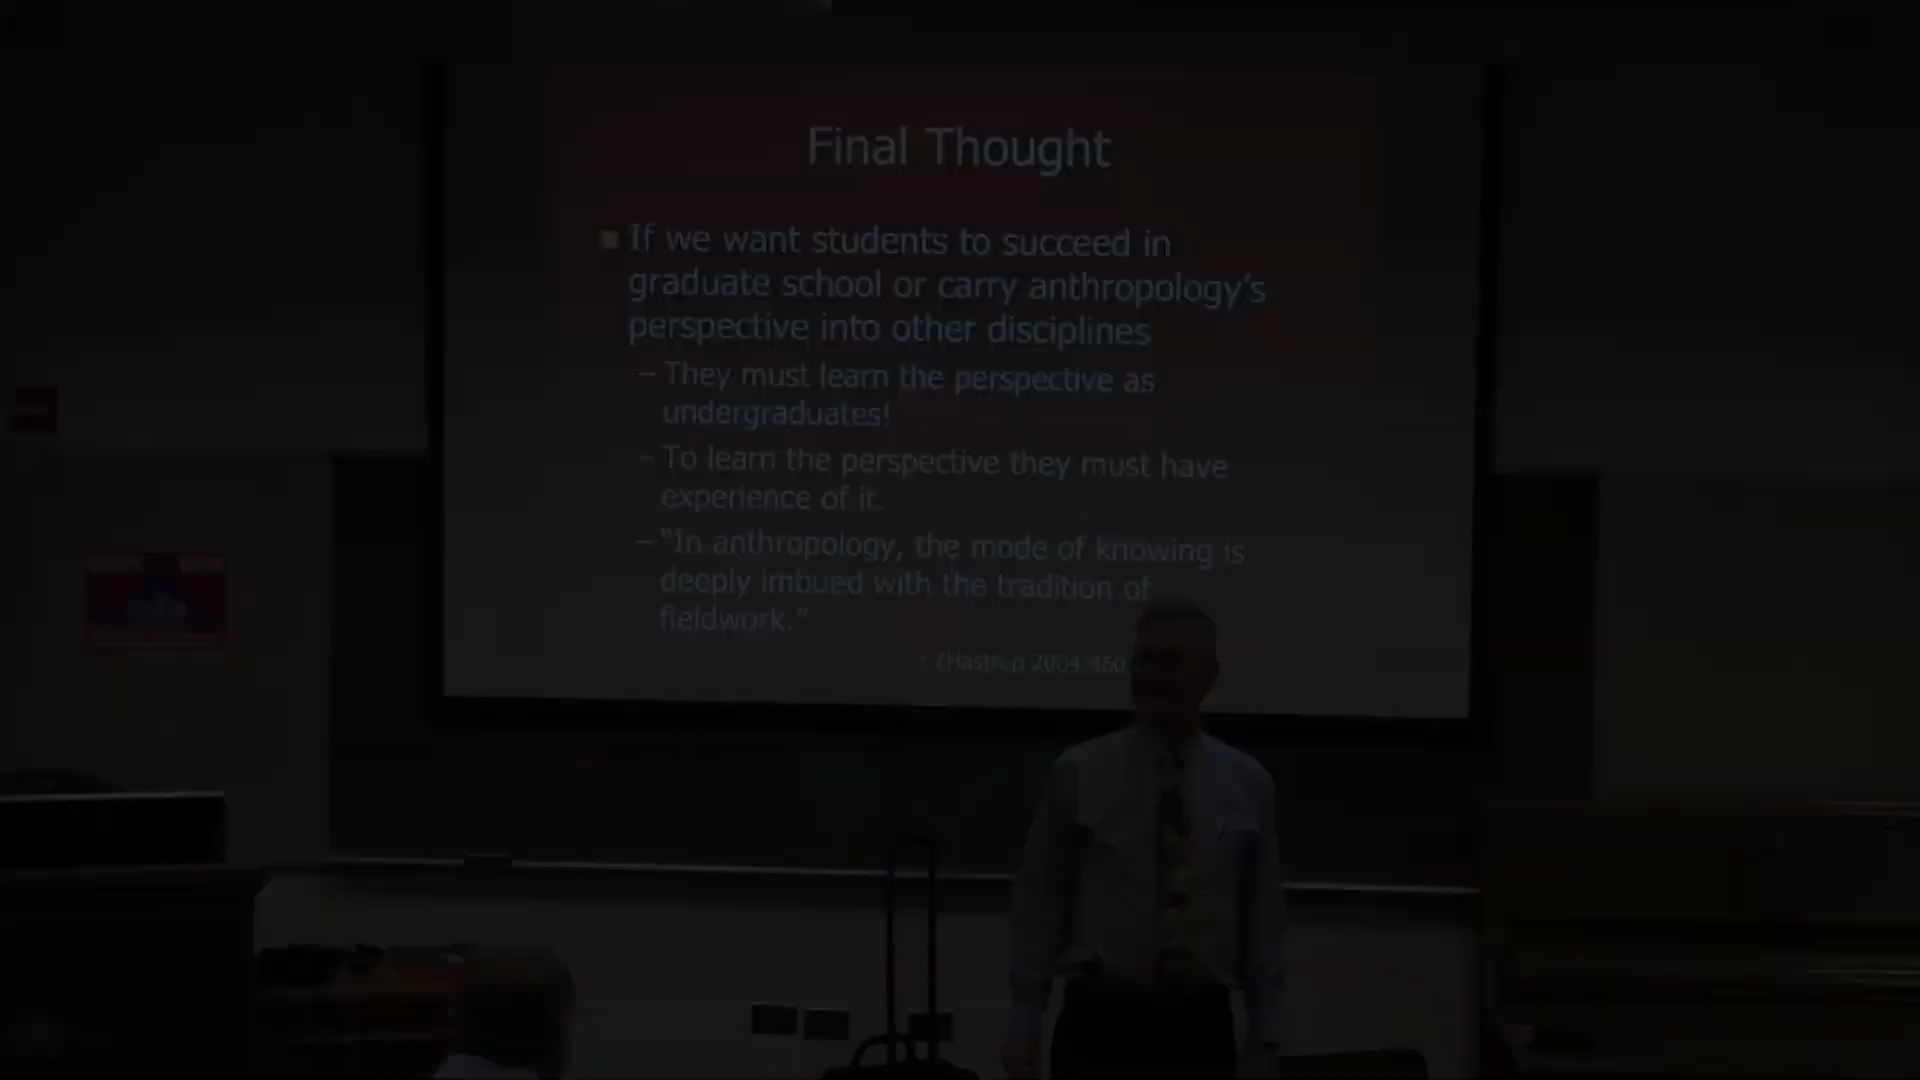 Final Thought
If we want students to succeed in
graduate school or carry anthropology's
perspective into other disciplines
– They must learn the perspective as
undergraduates!
– To learn the perspective they must have
experience of it.
– "In anthropology, the mode of knowing is
deeply imbued with the tradition of
fieldwork."
• (Hastrup 2004: